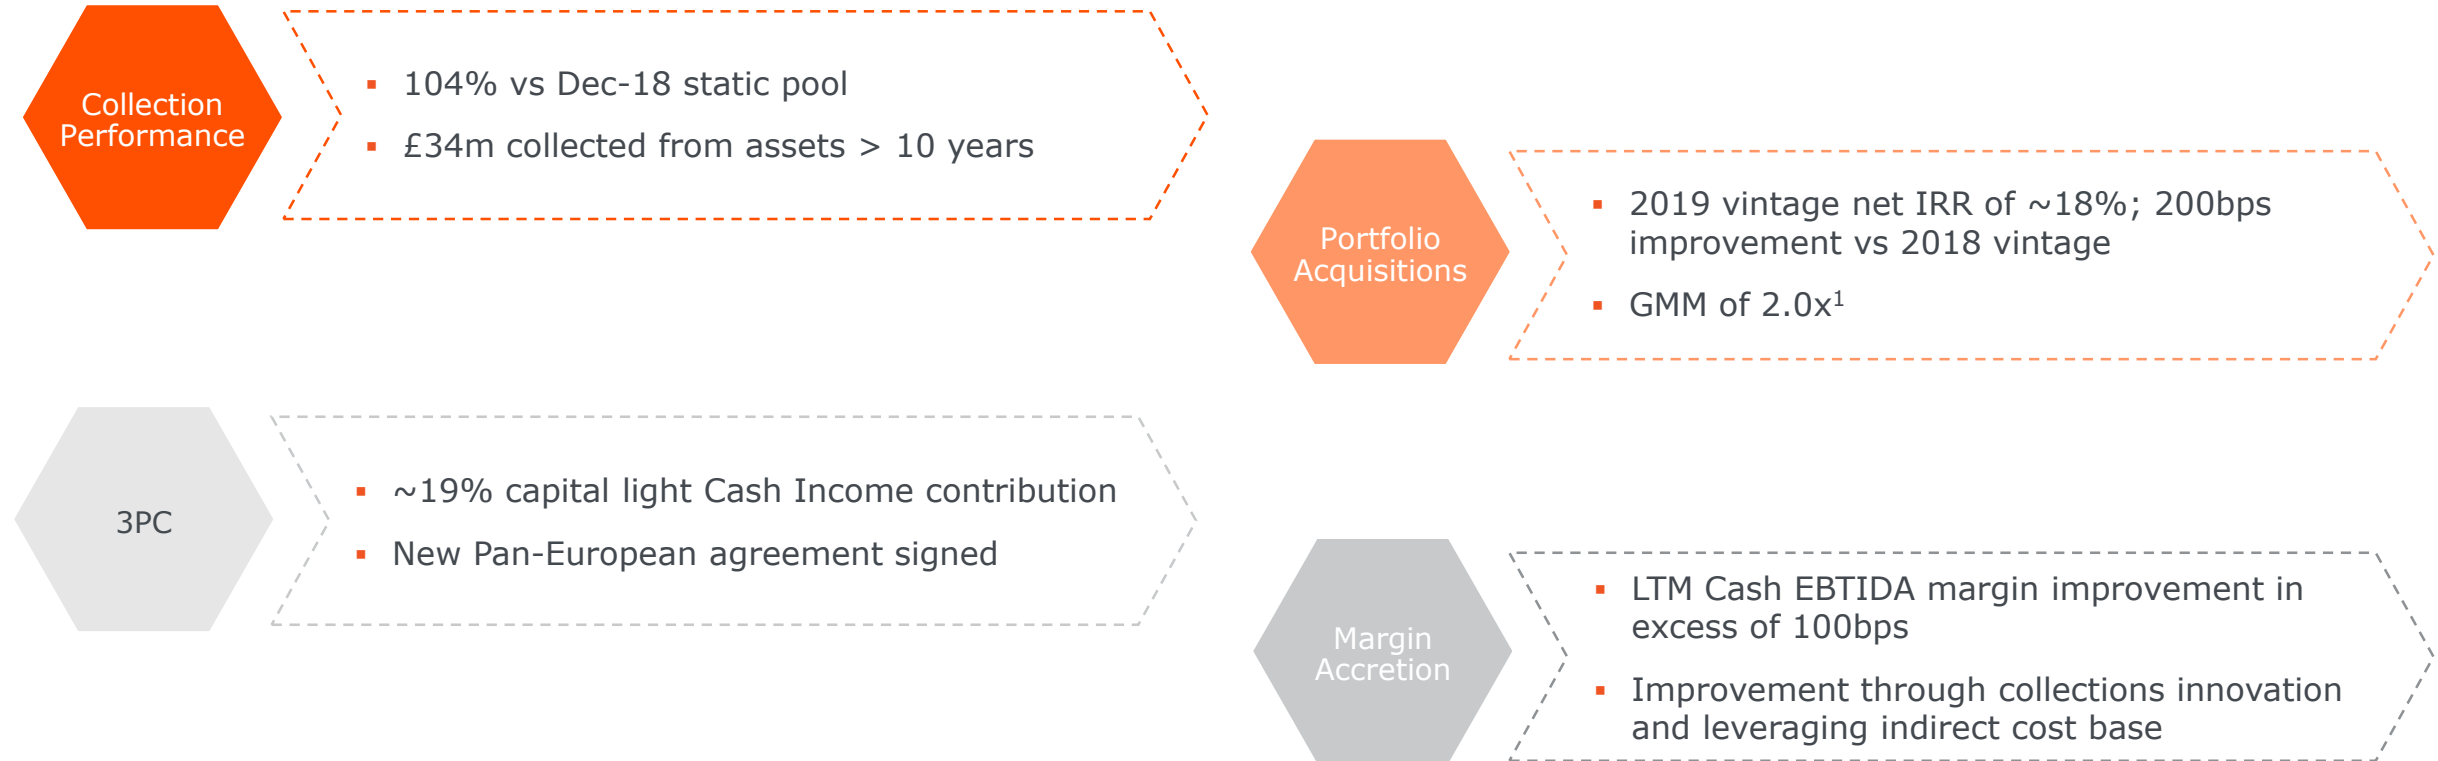 Collection
Performance
▪ 104% vs Dec-18 static pool
▪ £34m collected from assets > 10 years
Portfolio
Acquisitions
▪ 2019 vintage net IRR of ~18%; 200bps
improvement vs 2018 vintage
▪ GMM of 2.0x¹
3PC
▪ ~19% capital light Cash Income contribution
▪ New Pan-European agreement signed
Margin
Accretion
▪ LTM Cash EBTIDA margin improvement in
excess of 100bps
▪ Improvement through collections innovation
and leveraging indirect cost base